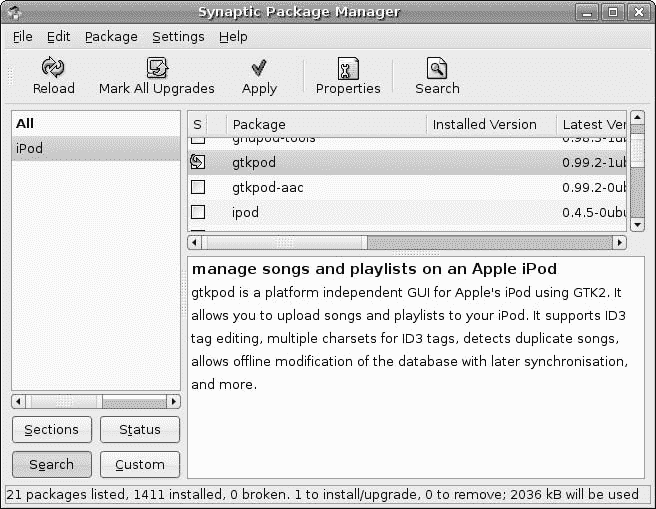 Synaptic Package Manager
File Edit Package Settings Help
Reload Mark All Upgrades Apply Properties Search
All
iPod
S Package Installed Version Latest Ver
gnupod-tools 0.98.3-1ub
gtkpod 0.99.2-1ub
gtkpod-aac 0.99.2-0ub
ipod 0.4.5-0ubu
manage songs and playlists on an Apple iPod
gtkpod is a platform independent GUI for Apple's iPod using GTK2. It
allows you to upload songs and playlists to your iPod. It supports ID3
tag editing, multiple charsets for ID3 tags, detects duplicate songs,
allows offline modification of the database with later synchronisation,
and more.
Sections Status
Search Custom
21 packages listed, 1411 installed, 0 broken. 1 to install/upgrade, 0 to remove; 2036 kB will be used